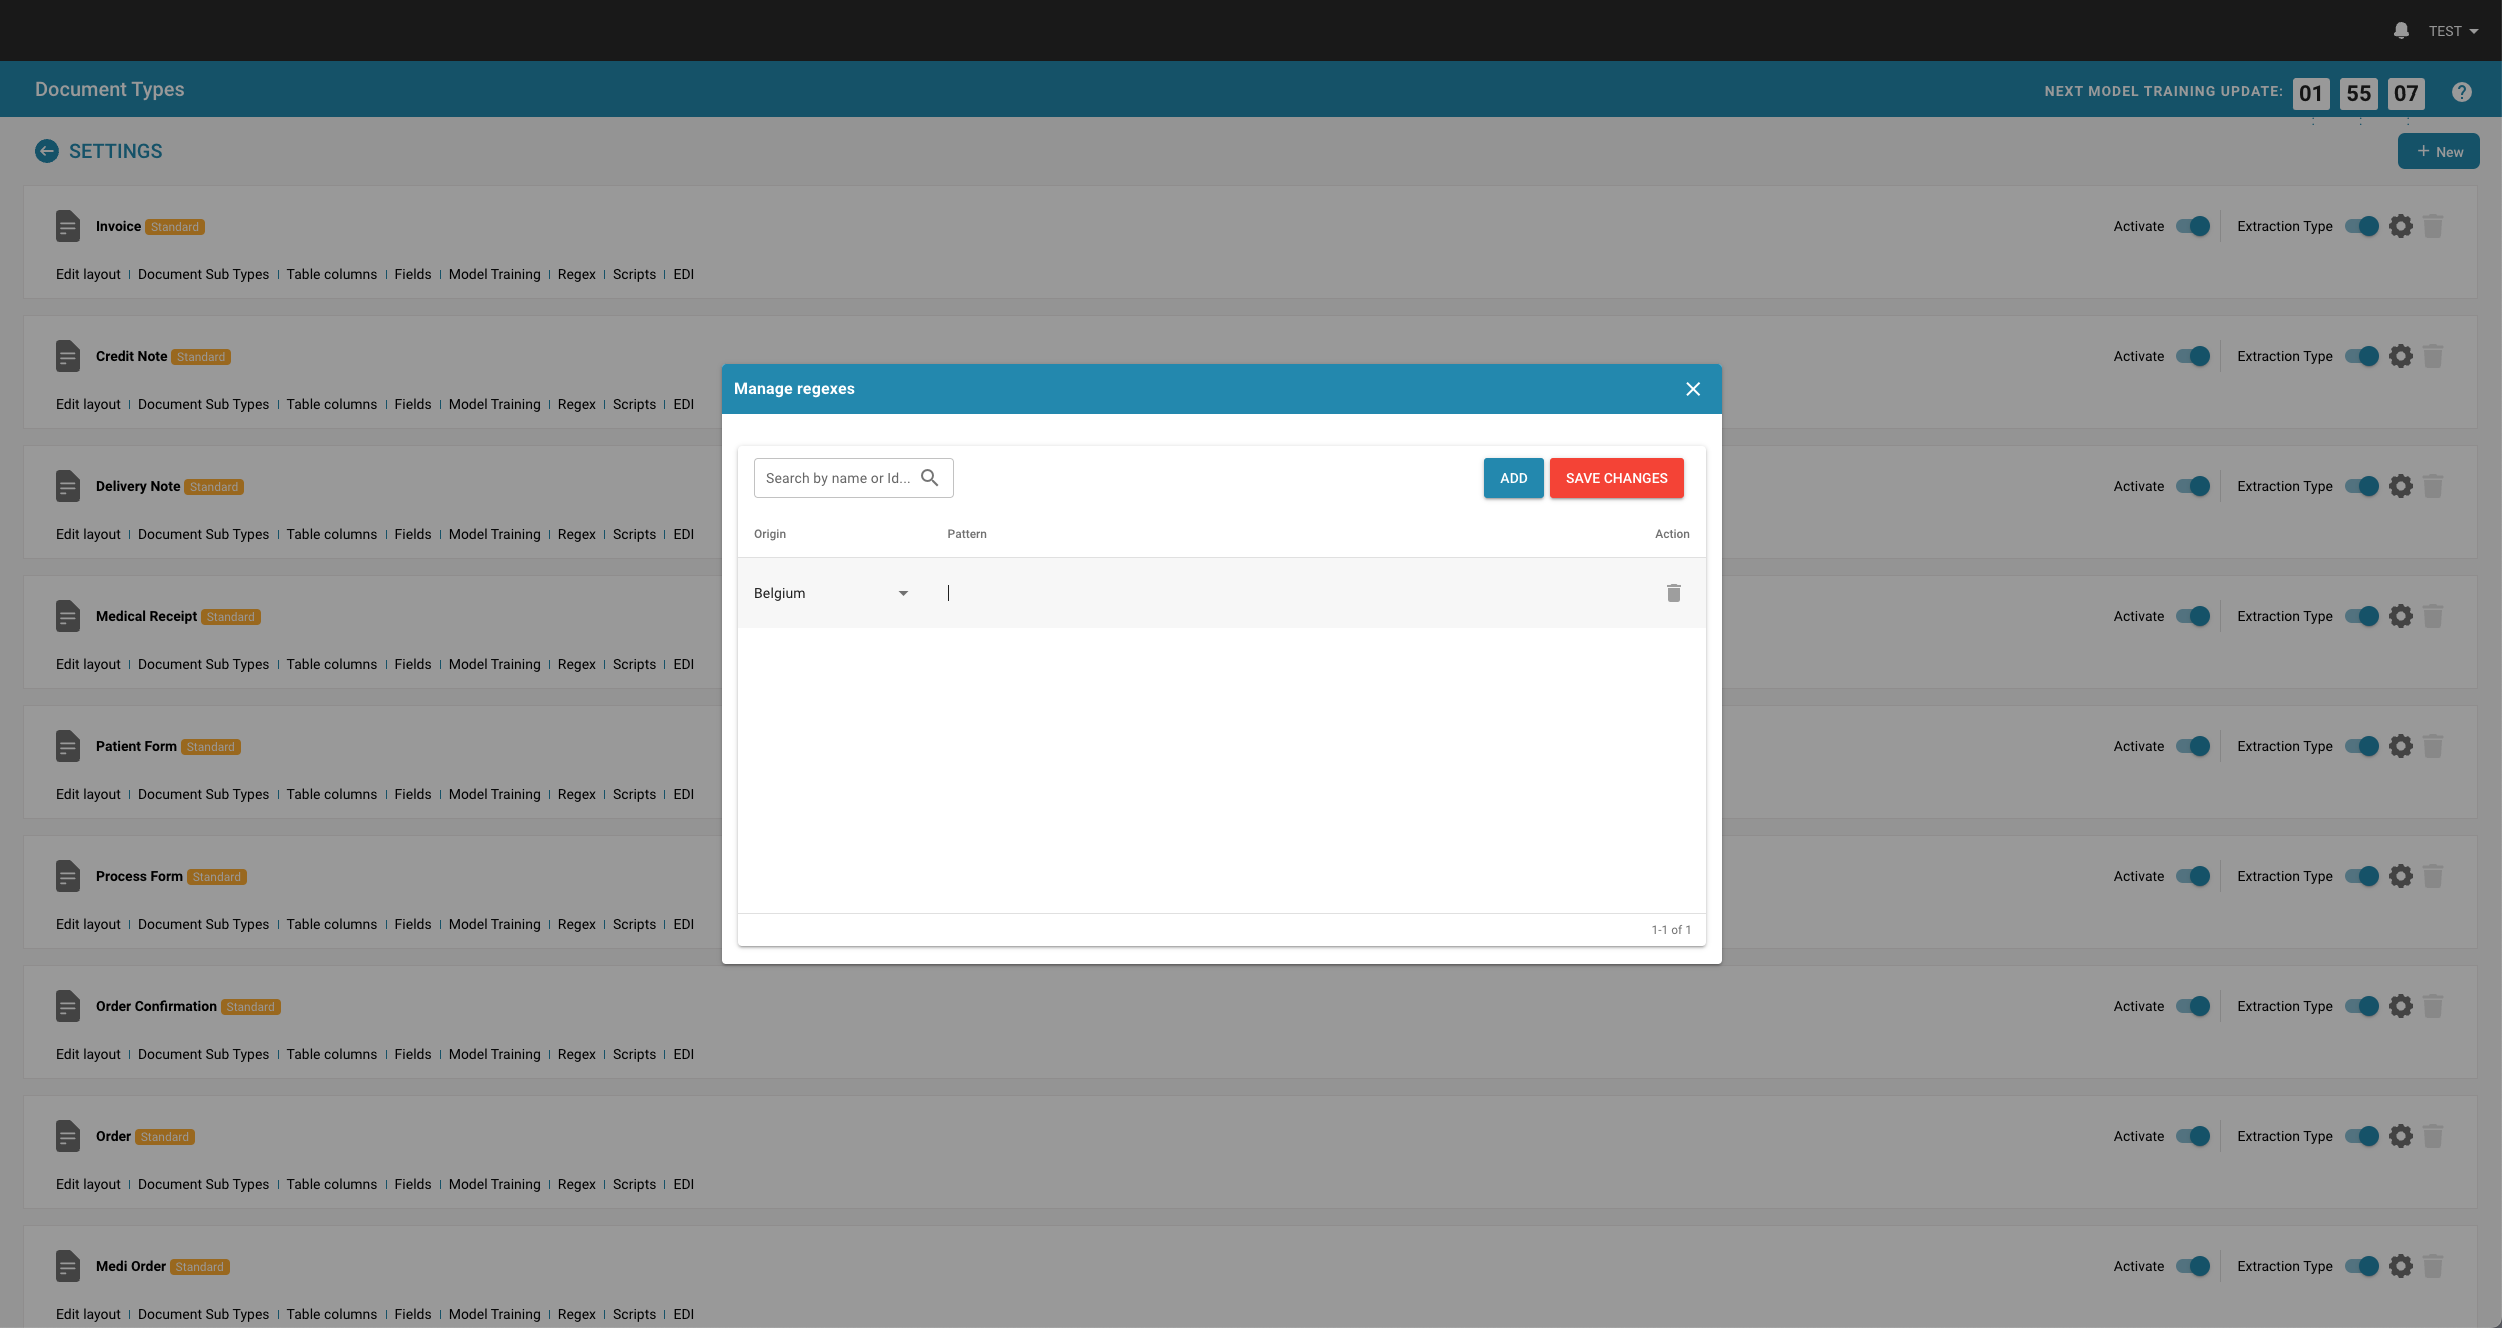 TEST
Document Types
NEXT MODEL TRAINING UPDATE: 01 55 07 ?
SETTINGS
+ New
Invoice Standard Activate Extraction Type
Edit layout | Document Sub Types | Table columns | Fields | Model Training | Regex | Scripts | EDI
Credit Note Standard Activate Extraction Type
Edit layout | Document Sub Types | Table columns | Fields | Model Training | Regex | Scripts | EDI
Delivery Note Standard Activate Extraction Type
Edit layout | Document Sub Types | Table columns | Fields | Model Training | Regex | Scripts | EDI
Medical Receipt Standard Activate Extraction Type
Edit layout | Document Sub Types | Table columns | Fields | Model Training | Regex | Scripts | EDI
Patient Form Standard Activate Extraction Type
Edit layout | Document Sub Types | Table columns | Fields | Model Training | Regex | Scripts | EDI
Process Form Standard Activate Extraction Type
Edit layout | Document Sub Types | Table columns | Fields | Model Training | Regex | Scripts | EDI
Order Confirmation Standard Activate Extraction Type
Edit layout | Document Sub Types | Table columns | Fields | Model Training | Regex | Scripts | EDI
Order Standard Activate Extraction Type
Edit layout | Document Sub Types | Table columns | Fields | Model Training | Regex | Scripts | EDI
Medi Order Standard Activate Extraction Type
Edit layout | Document Sub Types | Table columns | Fields | Model Training | Regex | Scripts | EDI
Manage regexes
Search by name or Id... ADD SAVE CHANGES
Origin Pattern Action
Belgium
1-1 of 1